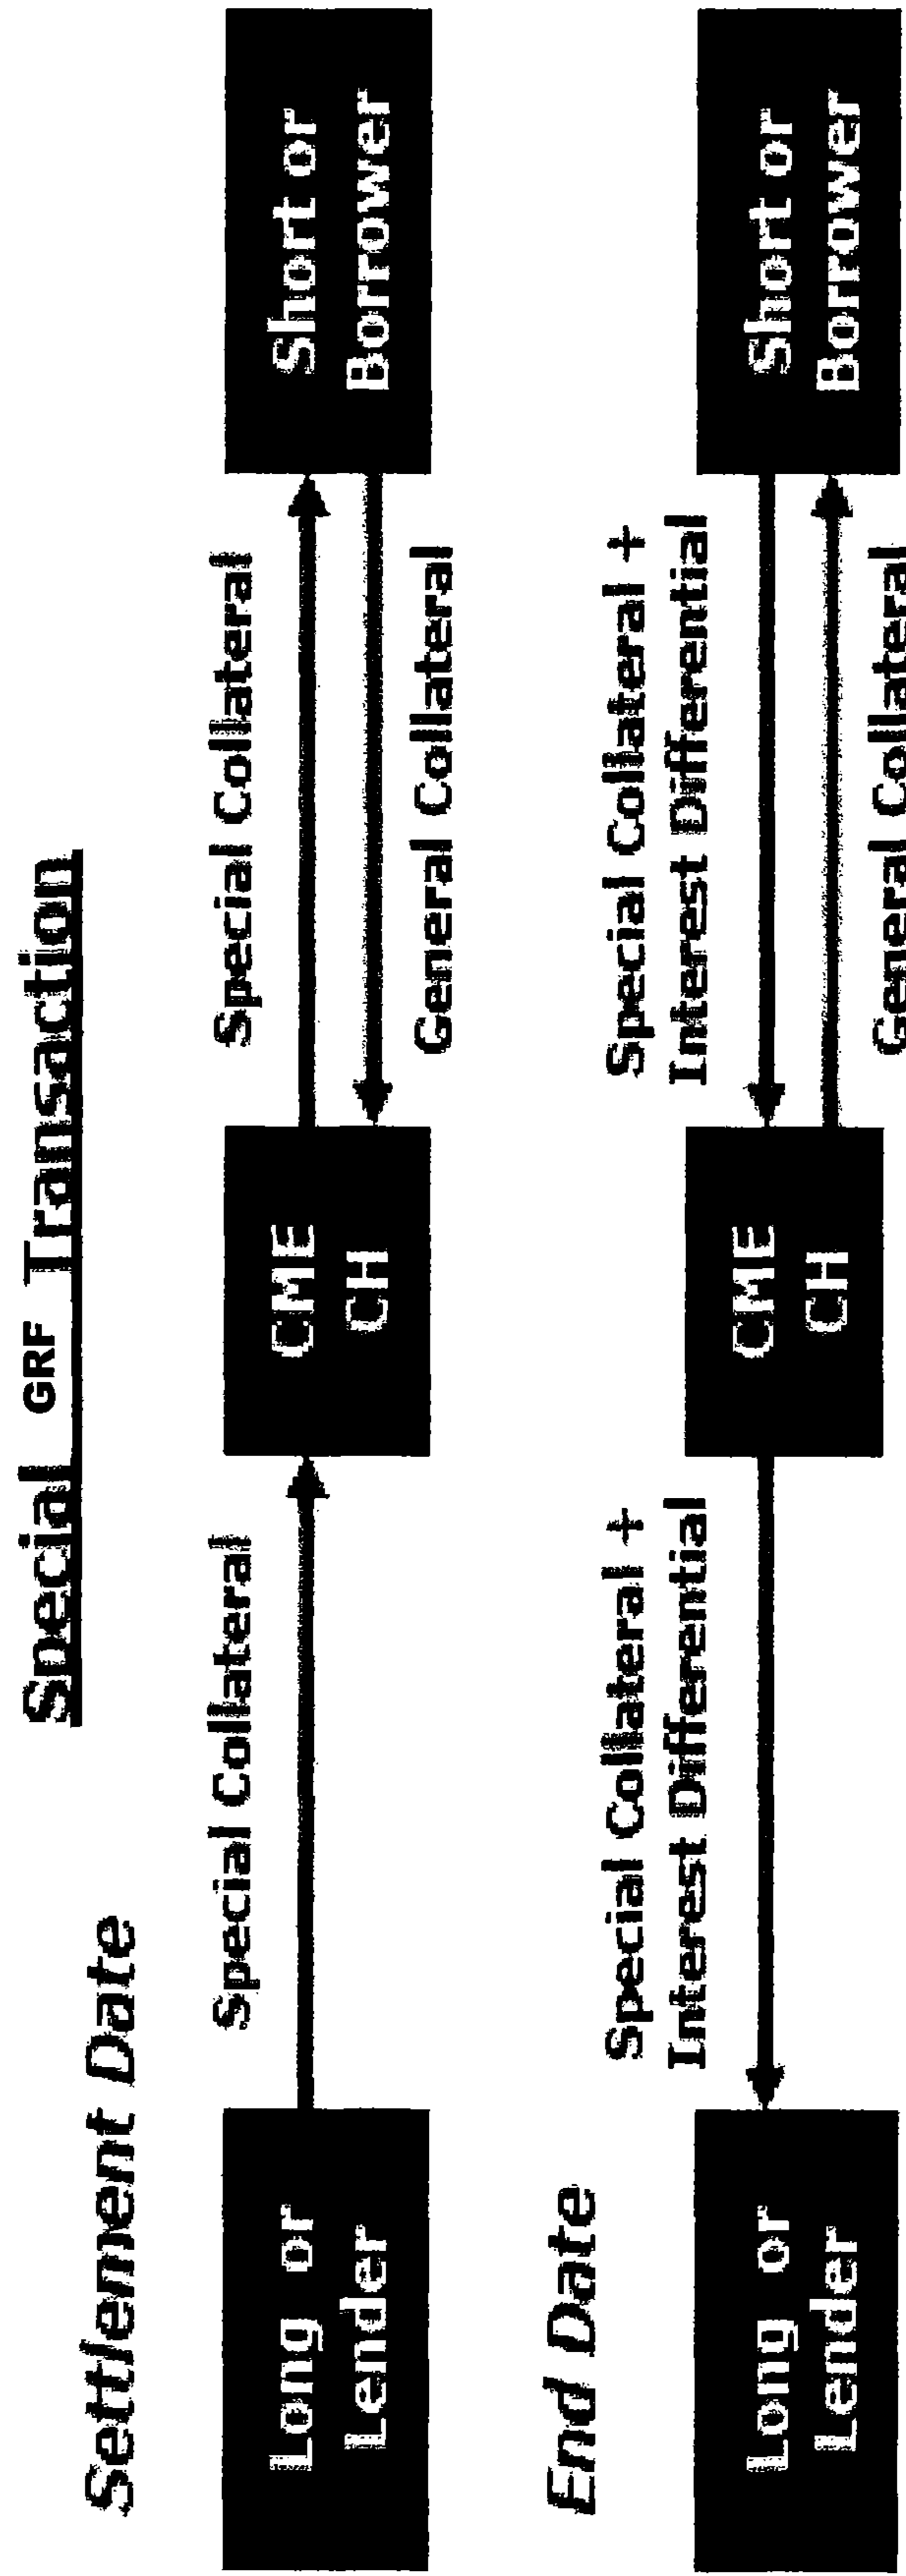 Special GRF Transaction
Settlement Date
Long or
Lender
Special Collateral
CME
CH
Special Collateral
General Collateral
Short or
Borrower
End Date
Long or
Lender
Special Collateral +
Interest Differential
CME
CH
Special Collateral +
Interest Differential
General Collateral
Short or
Borrower